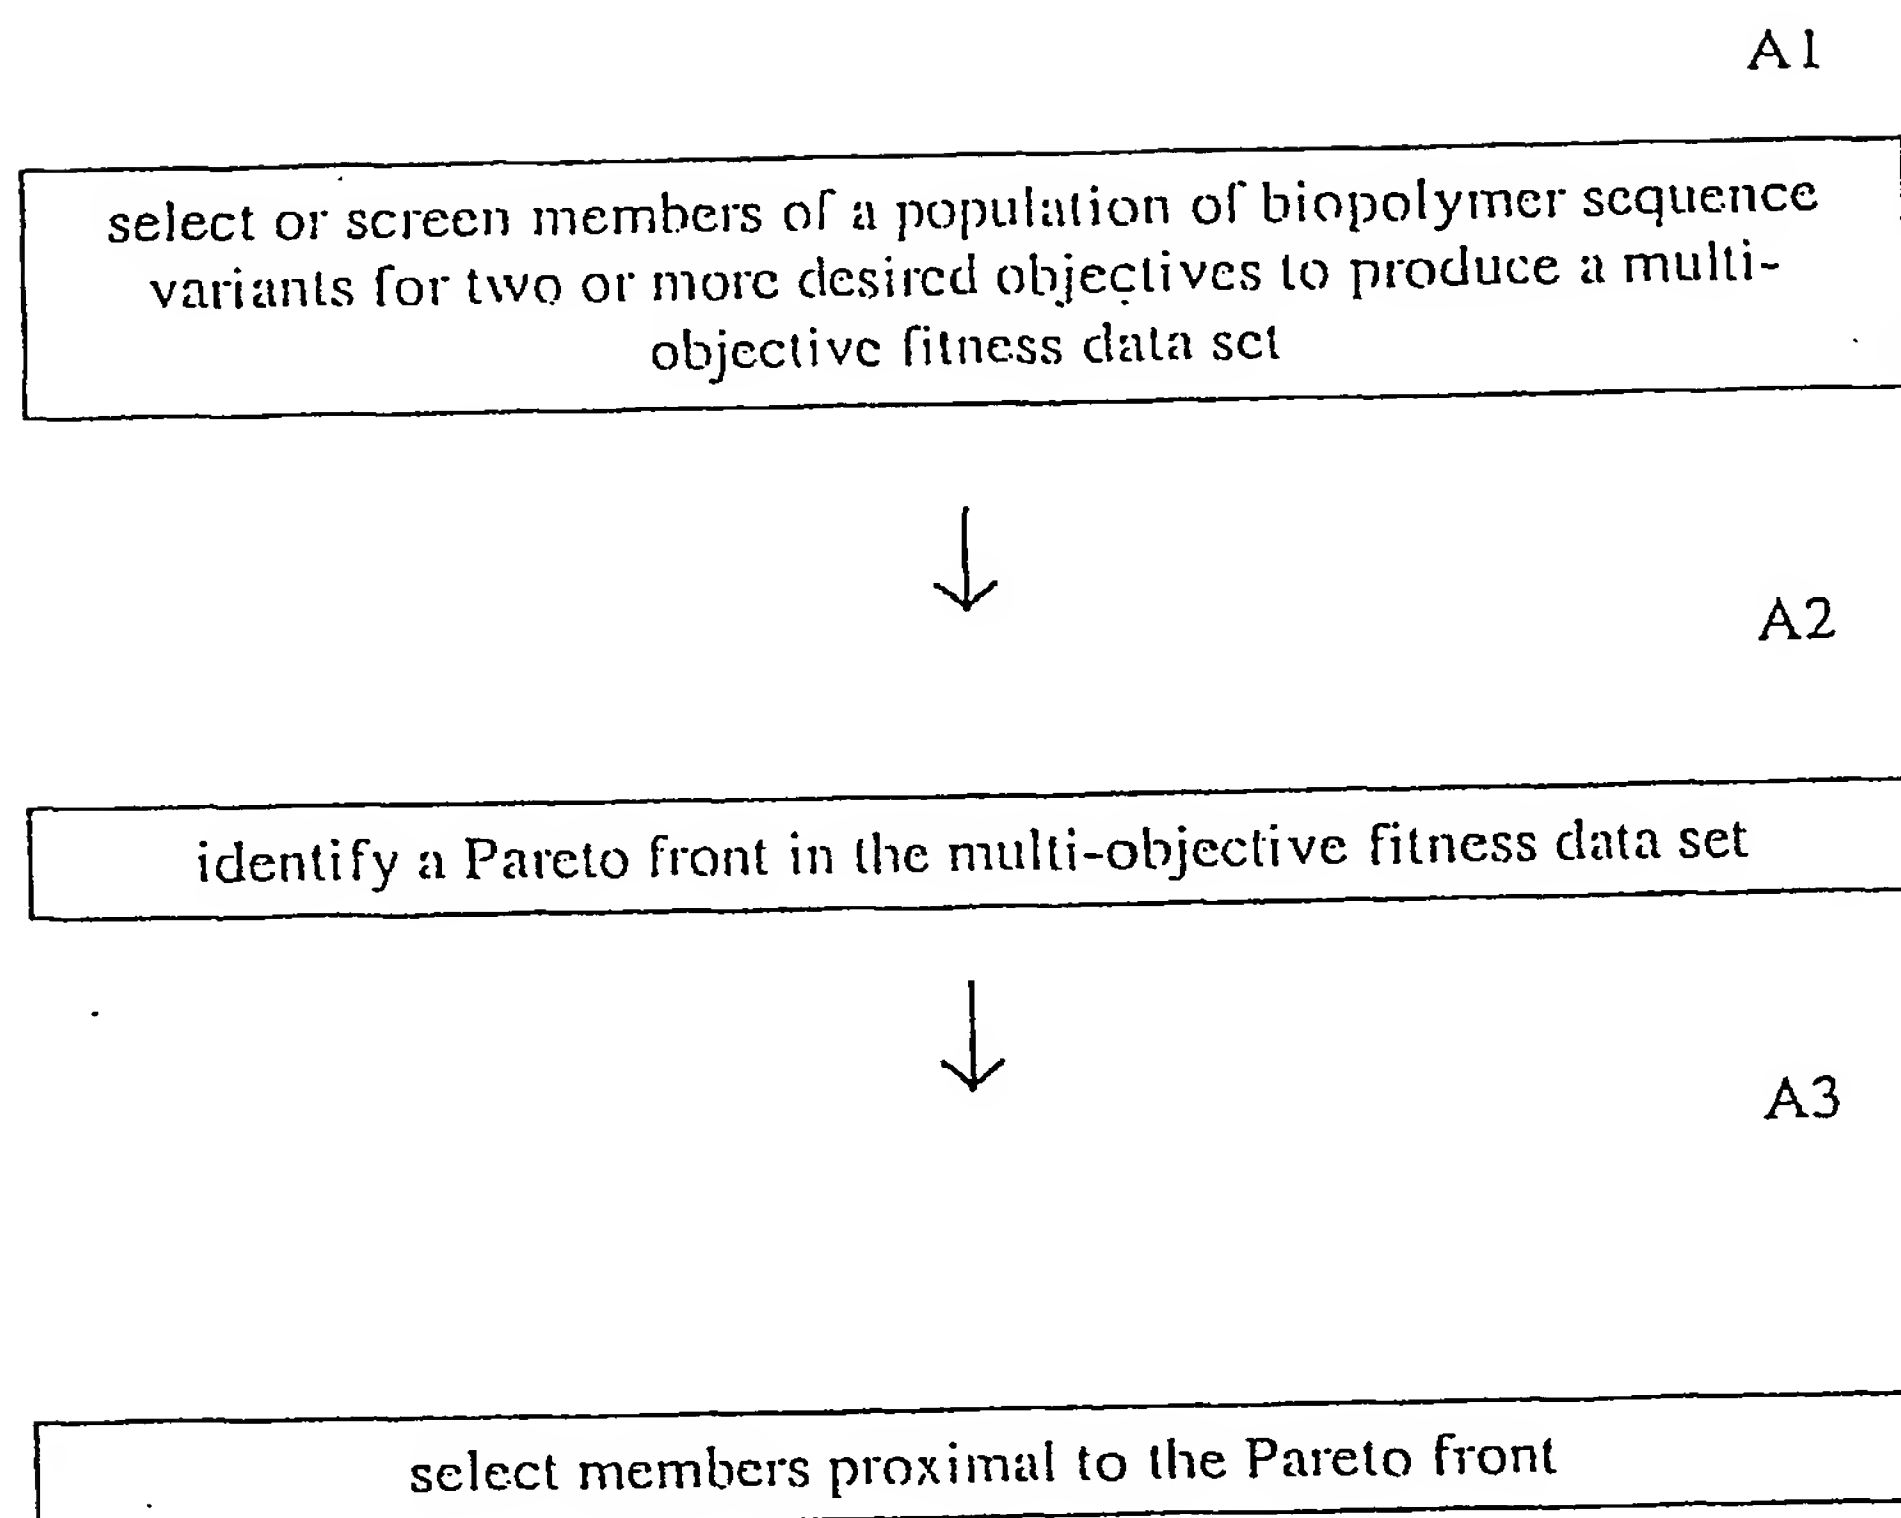 A1
select or screen members of a population of biopolymer sequence
variants for two or more desired objectives to produce a multi-
objective fitness data set
A2
identify a Pareto front in the multi-objective fitness data set
A3
select members proximal to the Pareto front